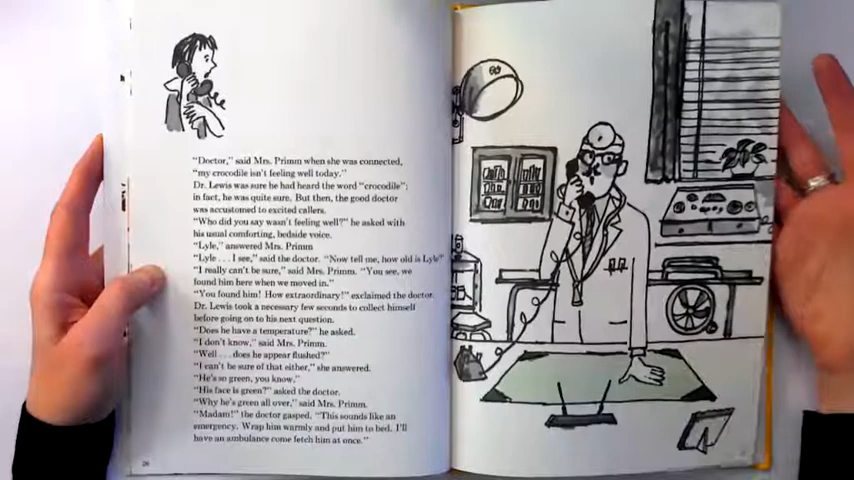 "Doctor," said Mrs. Primm when she was connected,
"my crocodile isn't feeling well today."
Dr. Lewis was sure he had heard the word "crocodile";
in fact, he was quite sure. But then, the good doctor
was accustomed to excited callers.
"Who did you say wasn't feeling well?" he asked with
his usual comforting, bedside voice.
"Lyle," answered Mrs. Primm
"Lyle . . . I see," said the doctor. "Now tell me, how old is Lyle"
"I really can't be sure," said Mrs. Primm. "You see, we
found him here when we moved in."
"You found him! How extraordinary!" exclaimed the doctor.
Dr. Lewis took a necessary few seconds to collect himself
before going on to his next question.
"Does he have a temperature?" he asked.
"I don't know," said Mrs. Primm.
"Well . . . does he appear flushed?"
"I can't be sure of that either," she answered.
"He's so green, you know."
"His face is green?" asked the doctor.
"Why he's green all over," said Mrs. Primm.
"Madam!" the doctor gasped. "This sounds like an
emergency. Wrap him warmly and put him to bed. I'll
have an ambulance come fetch him at once."
26